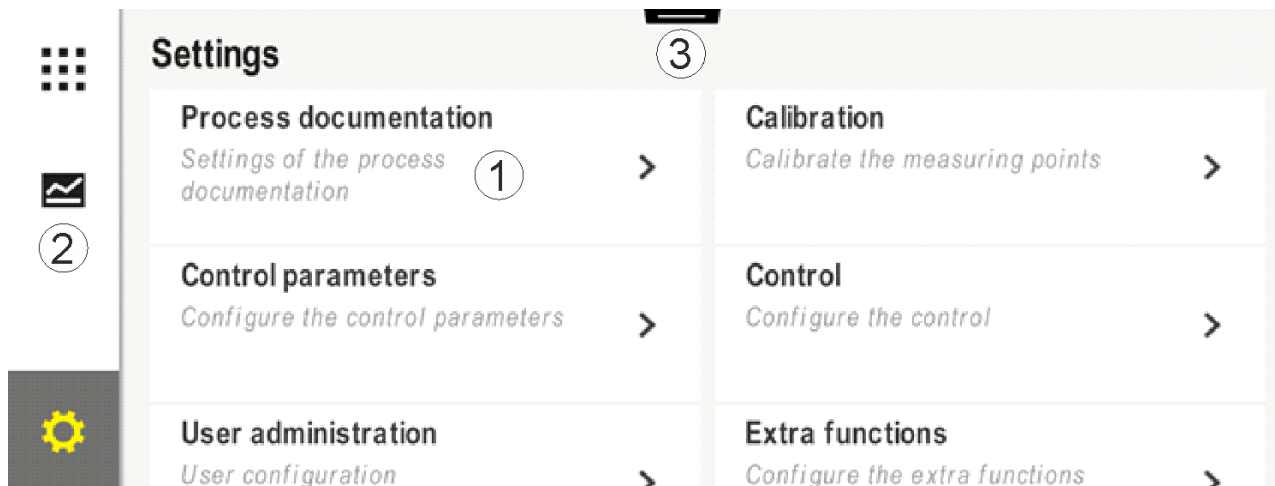 Settings
3
Process documentation
Settings of the process
documentation
1
Calibration
Calibrate the measuring points
2
Control parameters
Configure the control parameters
Control
Configure the control
User administration
User configuration
Extra functions
Configure the extra functions